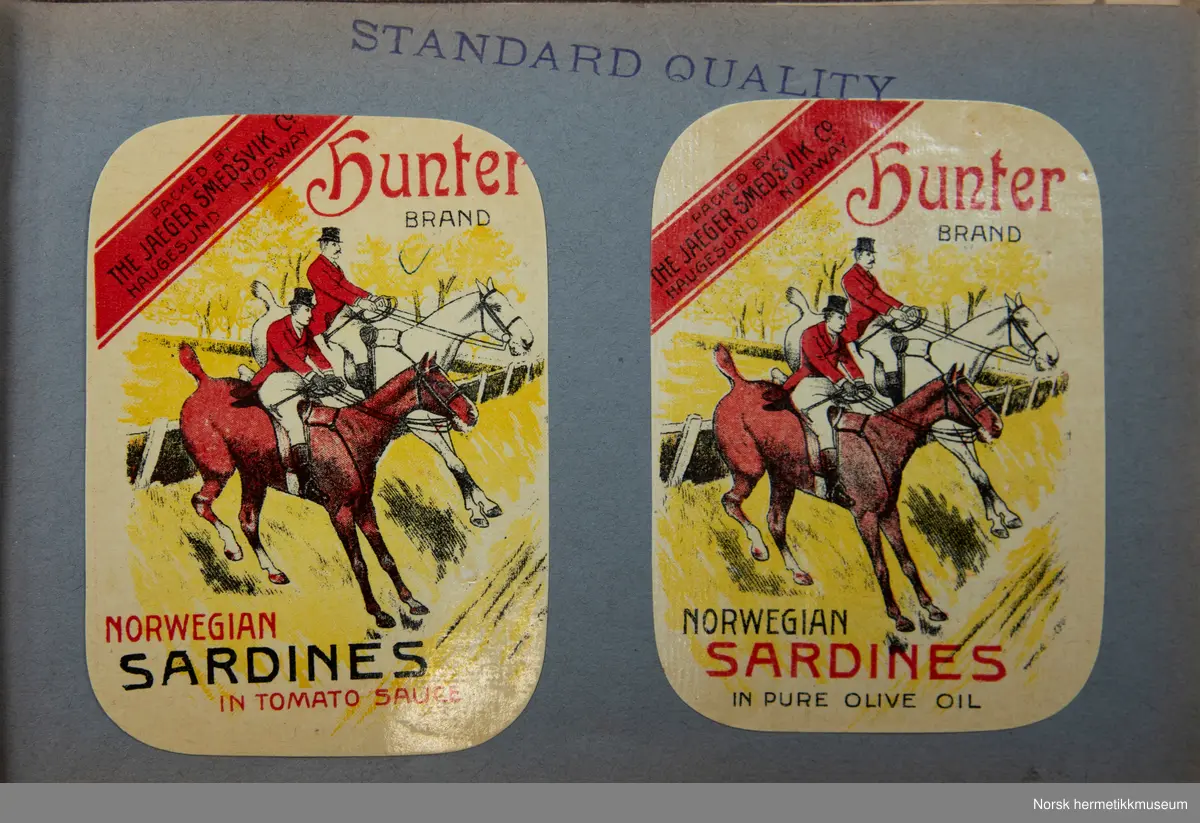 STANDARD QUALITY
PACKED BY
THE JAEGER SMEDSVIK CO
HAUGESUND NORWAY
Hunter
BRAND
NORWEGIAN
SARDINES
IN TOMATO SAUCE
PACKED BY
THE JAEGER SMEDSVIK CO
HAUGESUND NORWAY
Hunter
BRAND
NORWEGIAN
SARDINES
IN PURE OLIVE OIL
Norsk hermetikkmuseum